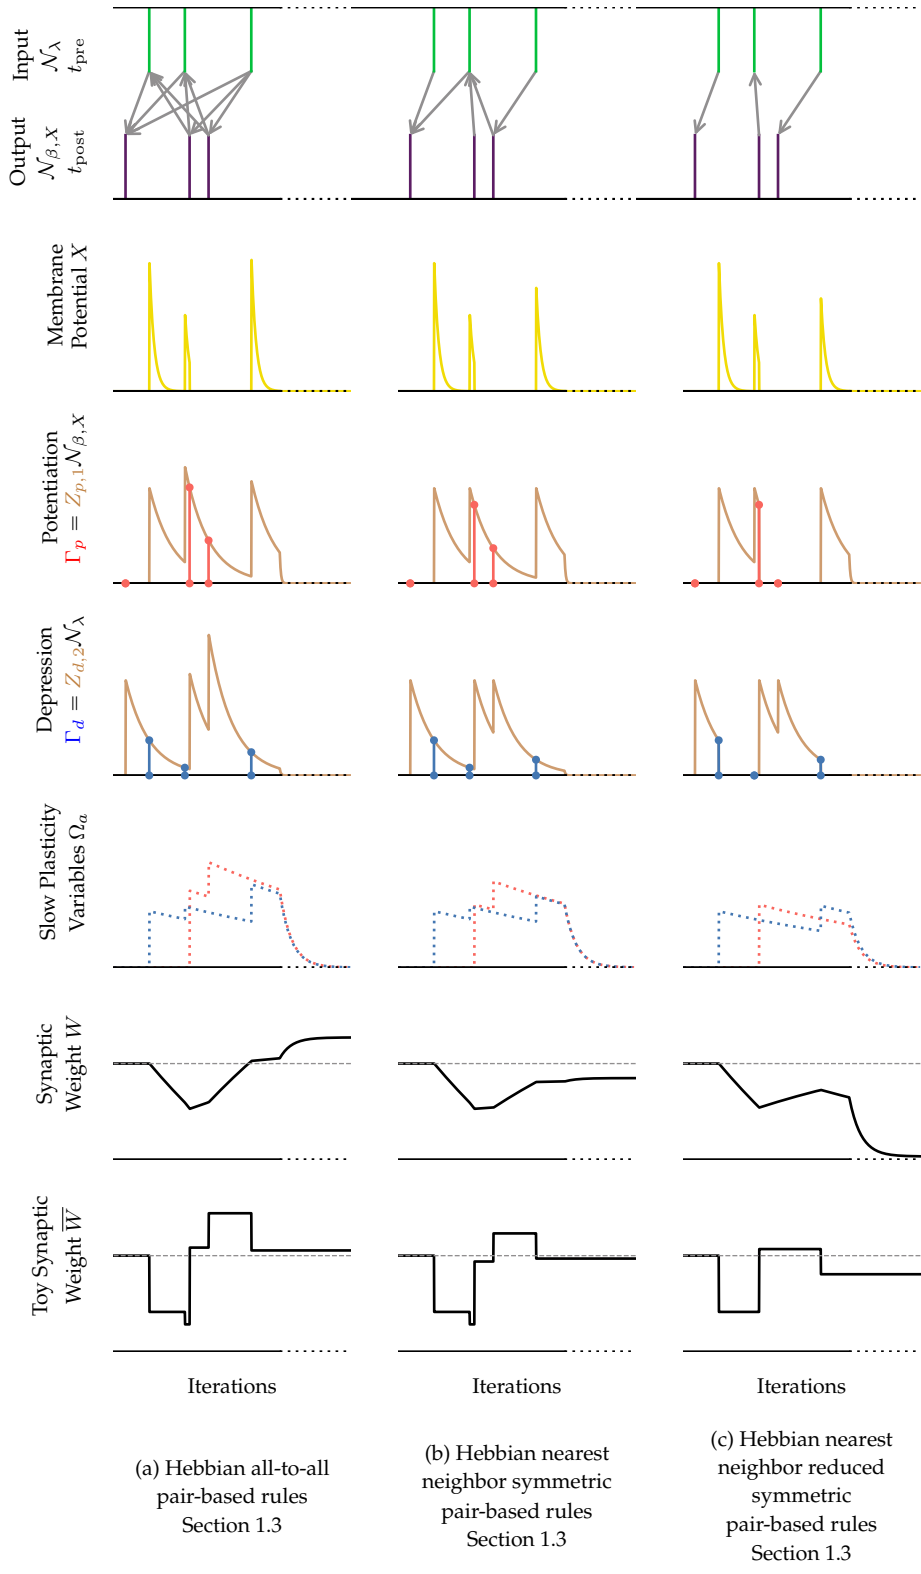 Input
𝒩_λ
t_pre
Output
𝒩_{β,X}
t_post
Membrane
Potential X
Potentiation
Γ_p = Z_{p,1}𝒩_{β,X}
Depression
Γ_d = Z_{d,2}𝒩_λ
Slow Plasticity
Variables Ω_a
Synaptic
Weight W
Toy Synaptic
Weight W̅
Iterations
Iterations
Iterations
(a) Hebbian all-to-all
pair-based rules
Section 1.3
(b) Hebbian nearest
neighbor symmetric
pair-based rules
Section 1.3
(c) Hebbian nearest
neighbor reduced
symmetric
pair-based rules
Section 1.3